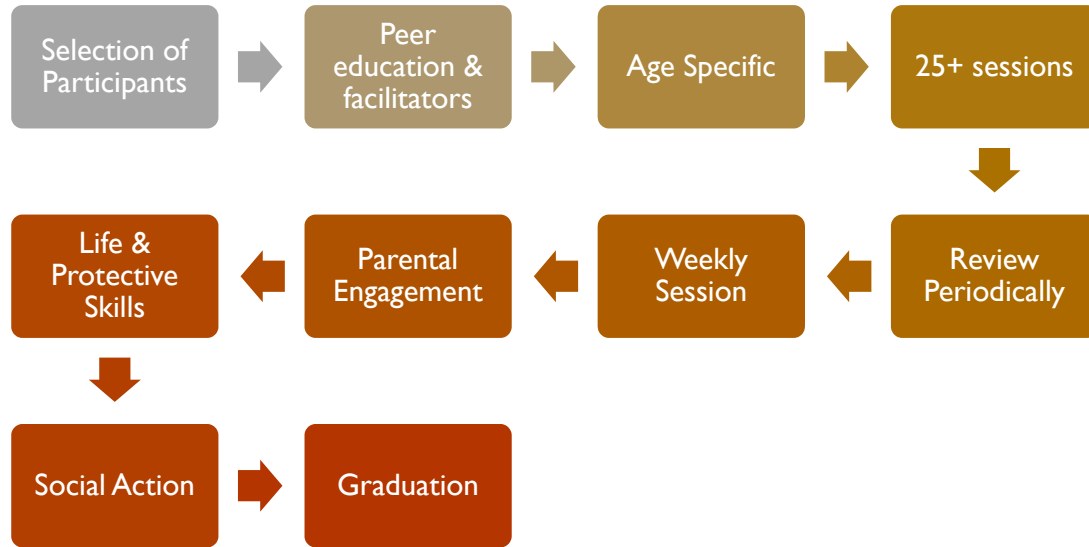 Selection of
Participants
Peer
education &
facilitators
Age Specific
25+ sessions
Review
Periodically
Weekly
Session
Parental
Engagement
Life &
Protective
Skills
Social Action
Graduation